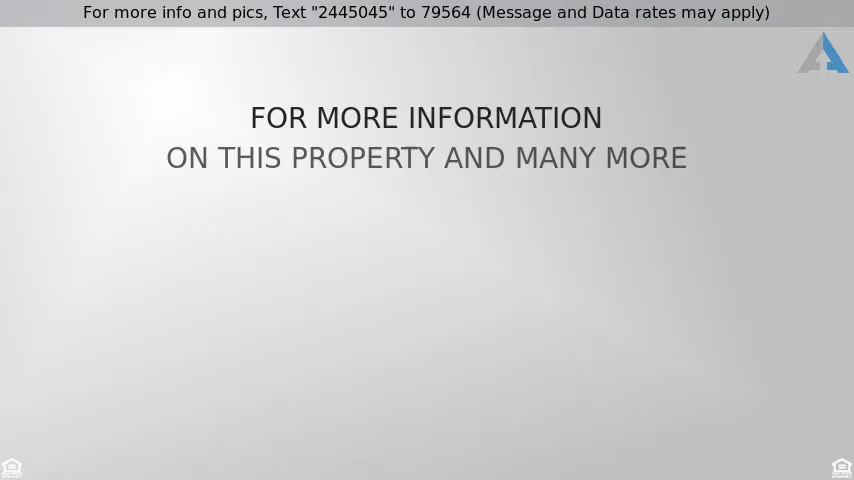 For more info and pics, Text "2445045" to 79564 (Message and Data rates may apply)
FOR MORE INFORMATION
ON THIS PROPERTY AND MANY MORE